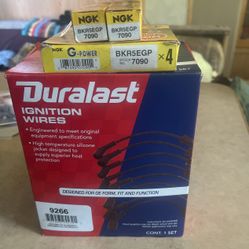 NGK
NGK
BKR5EGP
7090
BKR5EGP
7090
NGK
G-POWER
BKR5EGP
7090
×4
SET
Duralast
IGNITION
WIRES
• Engineered to meet original
equipment specifications
• High temperature silicone
jacket designed to
supply superior heat
protection
DESIGNED FOR OE FORM, FIT AND FUNCTION
9266
CONT. 1 SET